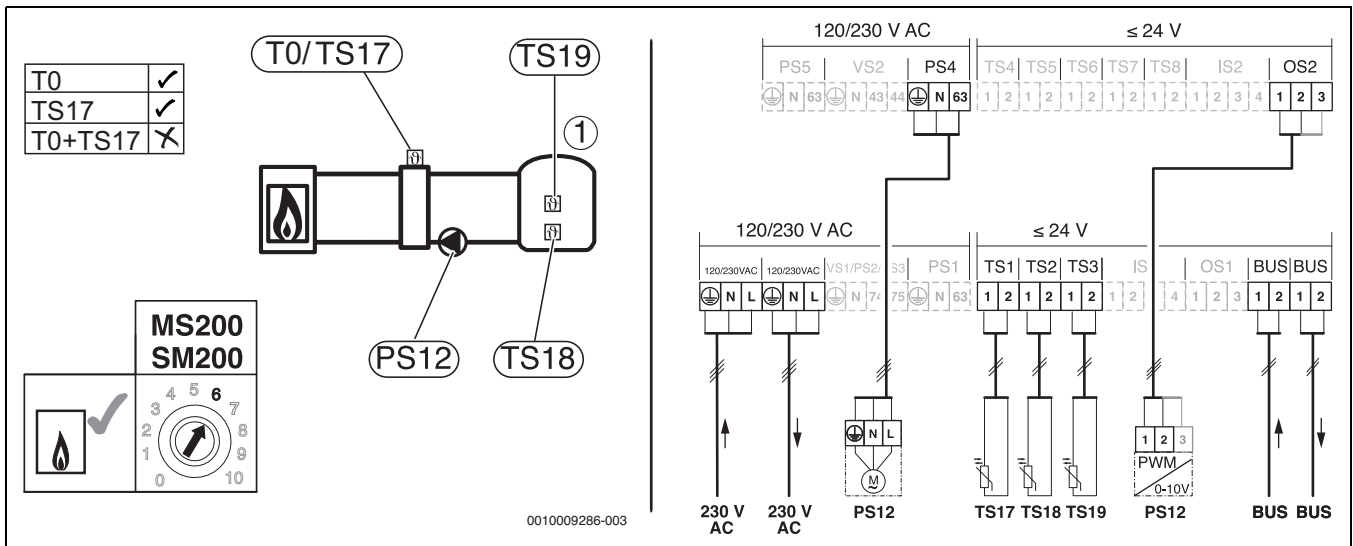 T0 ✓
TS17 ✓
T0+TS17 ✗
T0/TS17
TS19
1
ϑ
ϑ
ϑ
PS12
TS18
MS200
SM200
0 1 2 3 4 5 6 7 8 9 10
0010009286-003
120/230 V AC ≤ 24 V
PS5 VS2 PS4 TS4 TS5 TS6 TS7 TS8 IS2 OS2
N 63 N 43 44 N 63 1 2 1 2 1 2 1 2 1 2 1 2 3 4 1 2 3
120/230 V AC ≤ 24 V
120/230VAC 120/230VAC VS1/PS2/ S3 PS1 TS1 TS2 TS3 IS OS1 BUS BUS
N L N L N 74 75 N 63 1 2 1 2 1 2 1 2 4 1 2 3 1 2 1 2
N L
M
~
1 2 3
PWM
0-10V
230 V
AC
230 V
AC
PS12 TS17 TS18 TS19 PS12 BUS BUS